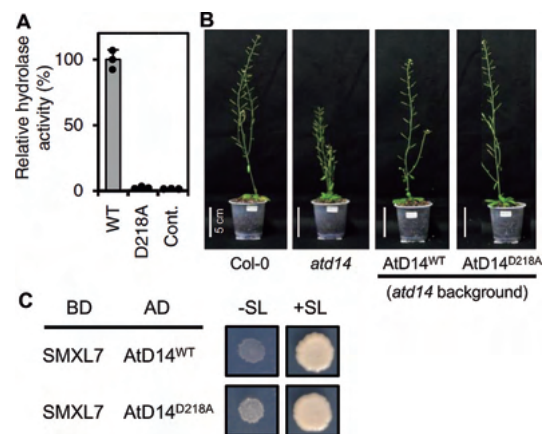 A
Relative hydrolase
activity (%)
100
50
0
WT
D218A
Cont.
B
5 cm
Col-0
atd14
AtD14WT
AtD14D218A
(atd14 background)
C
BD
AD
-SL
+SL
SMXL7
AtD14WT
SMXL7
AtD14D218A